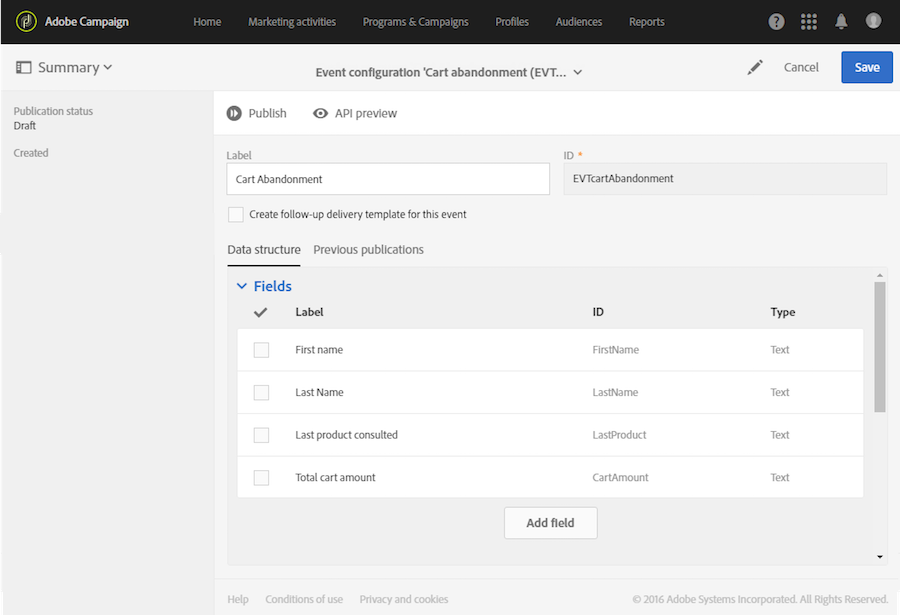 Adobe Campaign Home Marketing activities Programs & Campaigns Profiles Audiences Reports ?
Summary Event configuration 'Cart abandonment (EVT... Cancel Save
Publication status
Draft
Created
Publish API preview
Label ID *
Cart Abandonment EVTcartAbandonment
Create follow-up delivery template for this event
Data structure Previous publications
Fields
Label ID Type
First name FirstName Text
Last Name LastName Text
Last product consulted LastProduct Text
Total cart amount CartAmount Text
Add field
Help Conditions of use Privacy and cookies © 2016 Adobe Systems Incorporated. All Rights Reserved.